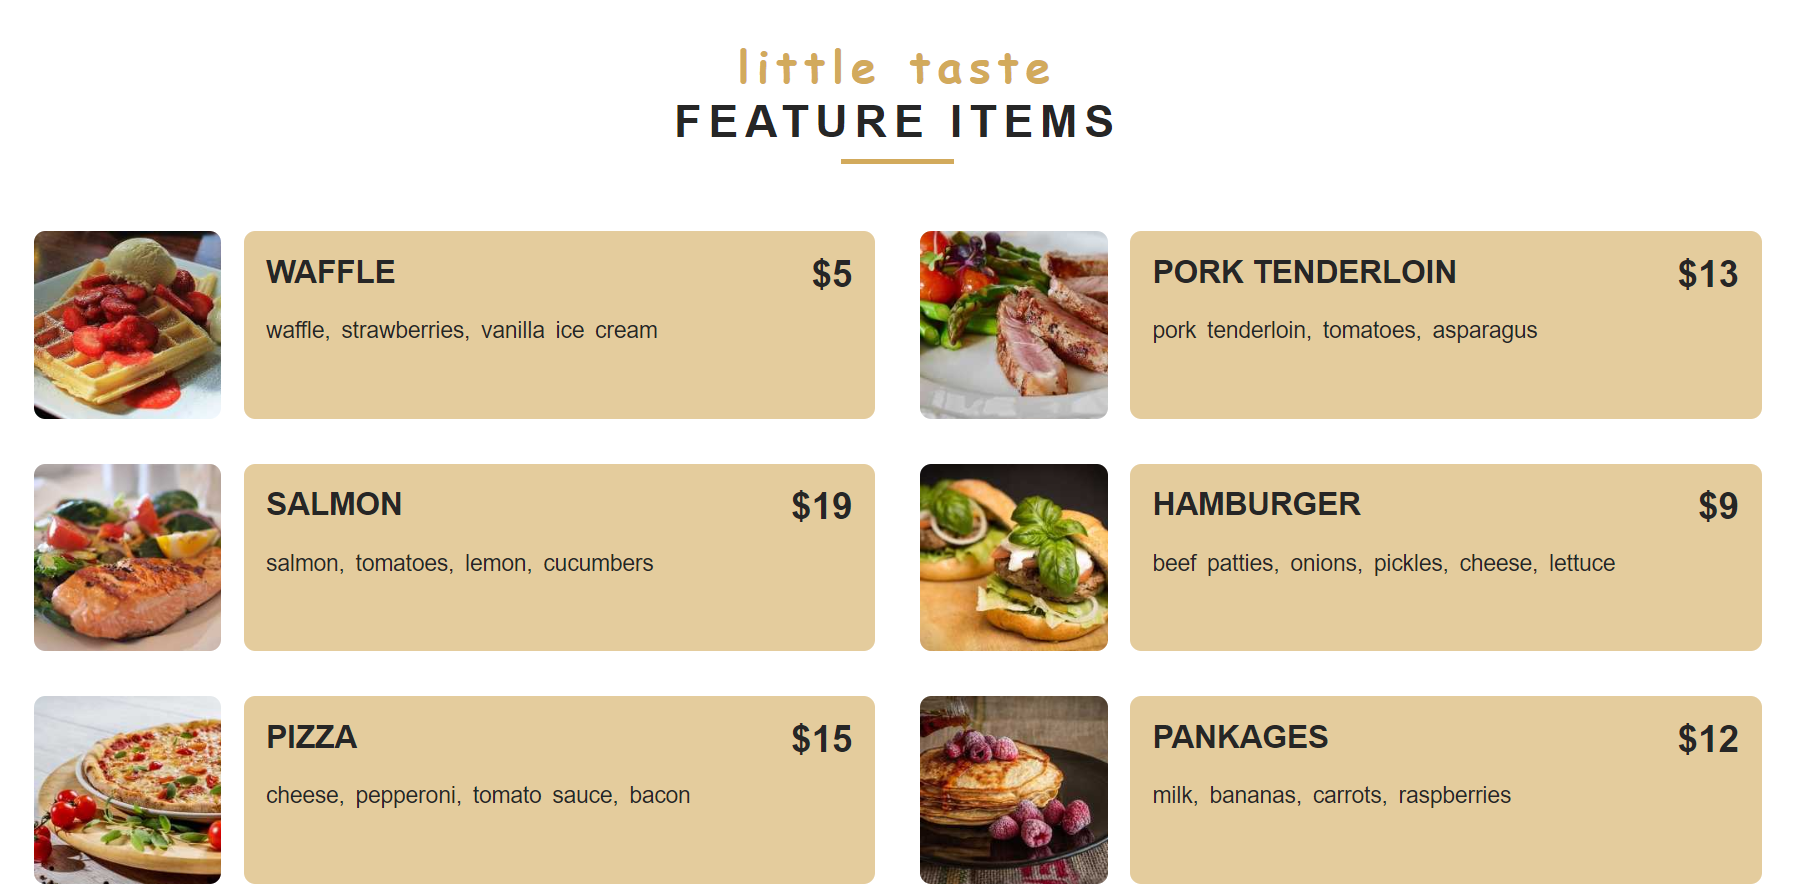 little taste
FEATURE ITEMS
WAFFLE $5
waffle, strawberries, vanilla ice cream
PORK TENDERLOIN $13
pork tenderloin, tomatoes, asparagus
SALMON $19
salmon, tomatoes, lemon, cucumbers
HAMBURGER $9
beef patties, onions, pickles, cheese, lettuce
PIZZA $15
cheese, pepperoni, tomato sauce, bacon
PANKAGES $12
milk, bananas, carrots, raspberries